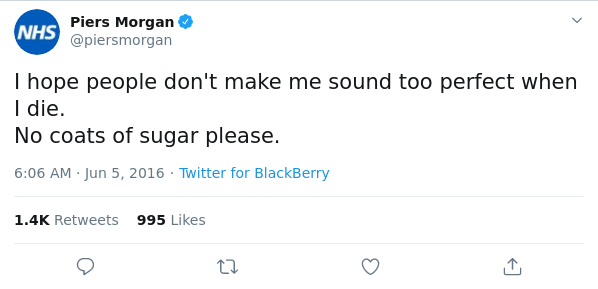 NHS
Piers Morgan
@piersmorgan
I hope people don't make me sound too perfect when
I die.
No coats of sugar please.
6:06 AM · Jun 5, 2016 · Twitter for BlackBerry
1.4K Retweets 995 Likes